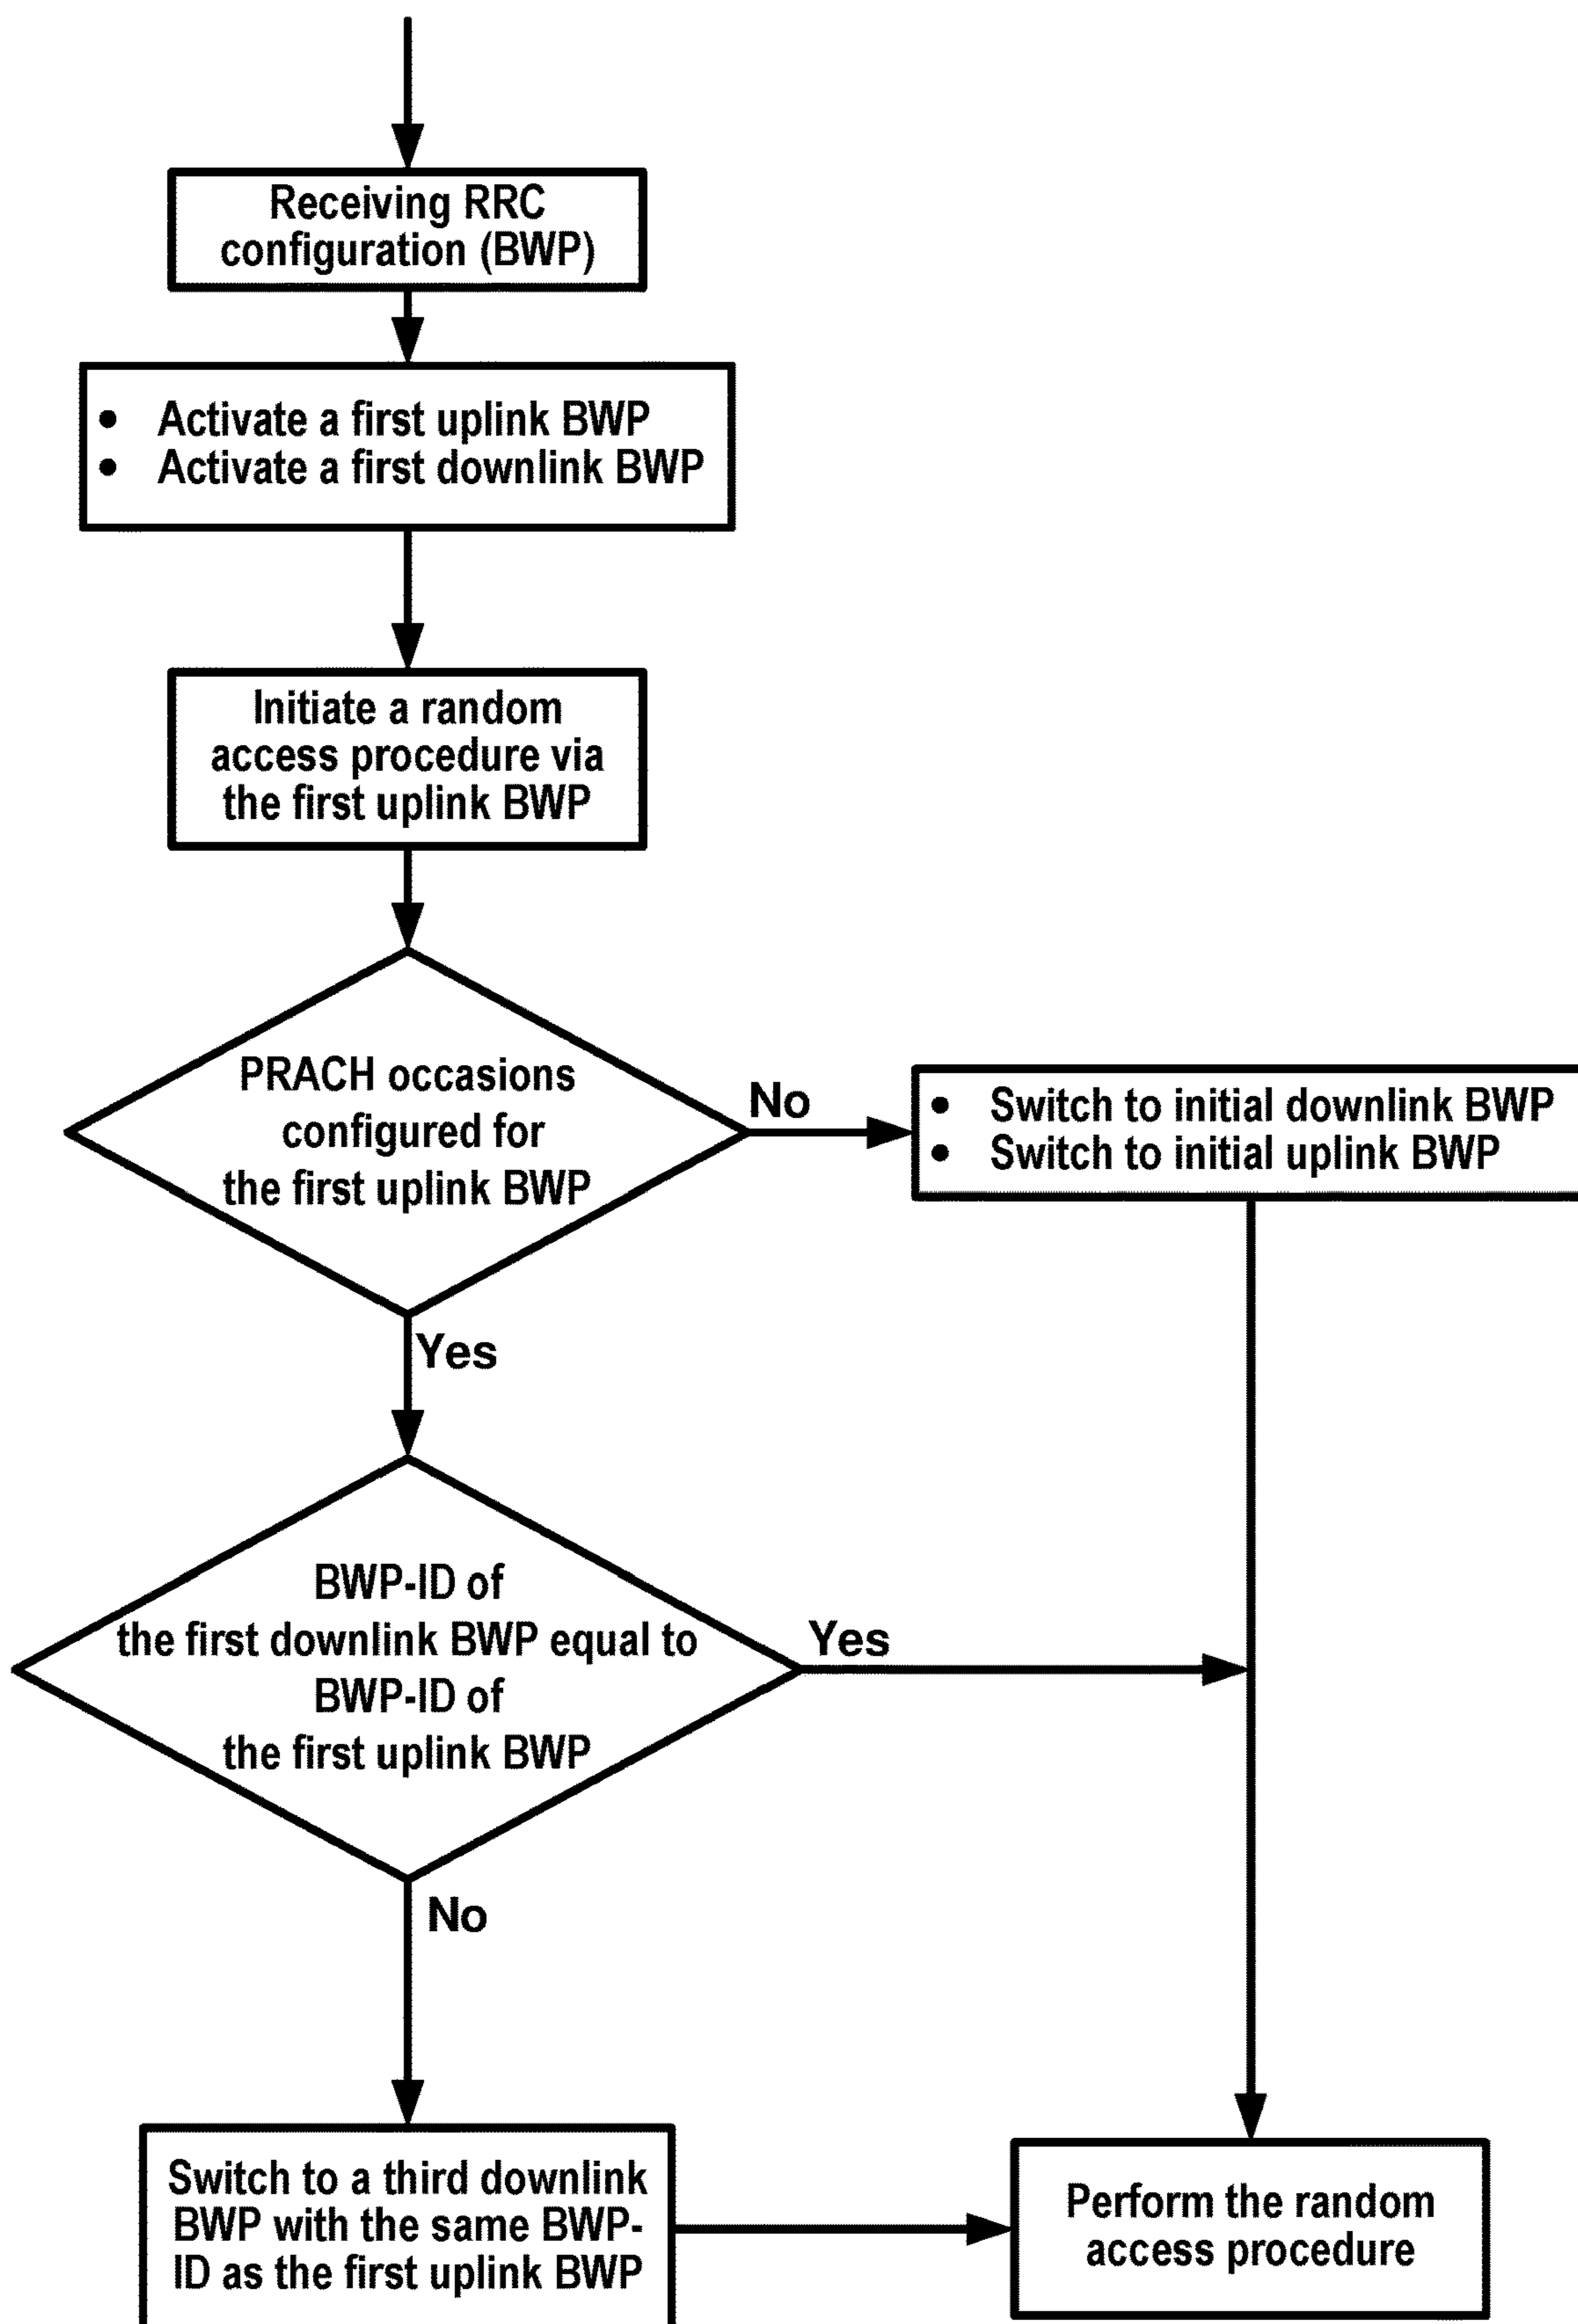 Receiving RRC
configuration (BWP)
• Activate a first uplink BWP
• Activate a first downlink BWP
Initiate a random
access procedure via
the first uplink BWP
PRACH occasions
configured for
the first uplink BWP
No
• Switch to initial downlink BWP
• Switch to initial uplink BWP
Yes
BWP-ID of
the first downlink BWP equal to
BWP-ID of
the first uplink BWP
Yes
No
Switch to a third downlink
BWP with the same BWP-
ID as the first uplink BWP
Perform the random
access procedure